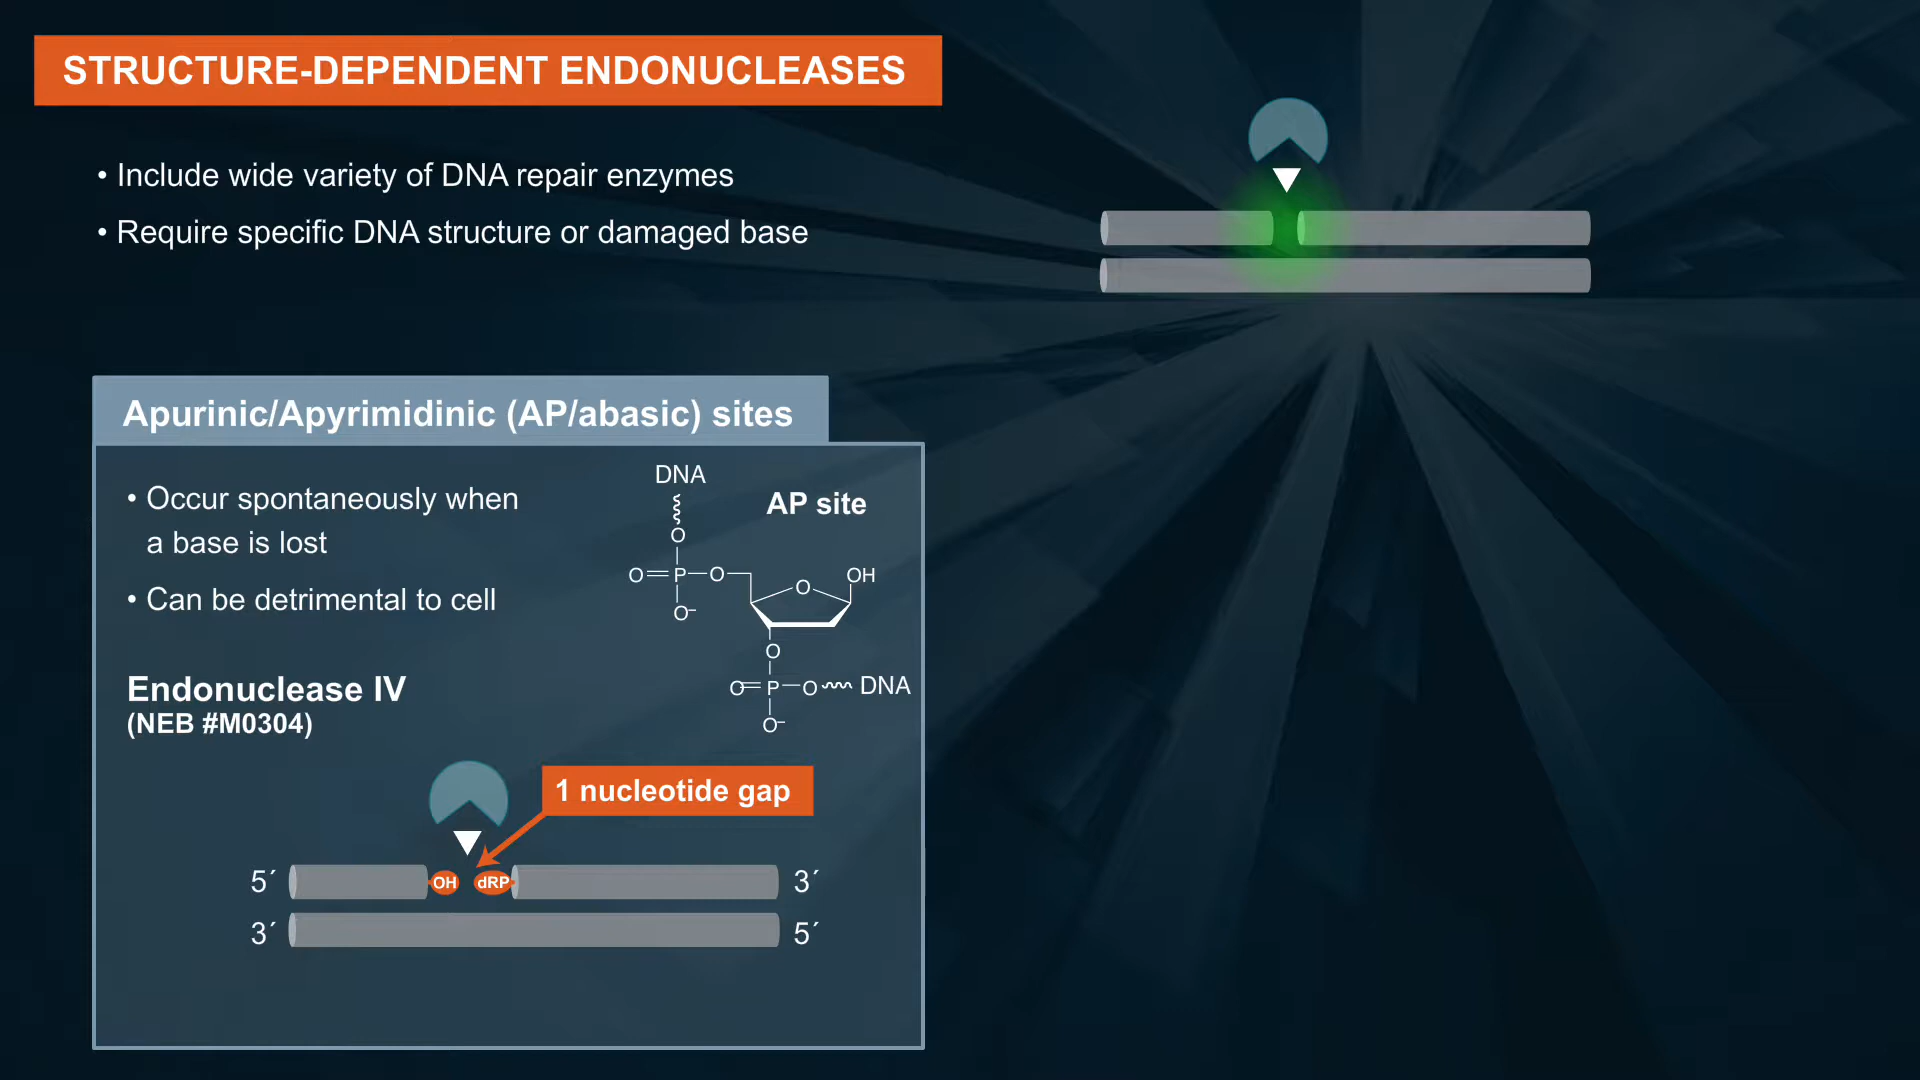 STRUCTURE-DEPENDENT ENDONUCLEASES
• Include wide variety of DNA repair enzymes
• Require specific DNA structure or damaged base
Apurinic/Apyrimidinic (AP/abasic) sites
• Occur spontaneously when
a base is lost
• Can be detrimental to cell
DNA
AP site
O
O=P-O
O
OH
O–
O
O=P-O DNA
O–
Endonuclease IV
(NEB #M0304)
1 nucleotide gap
5´ OH dRP 3´
3´ 5´